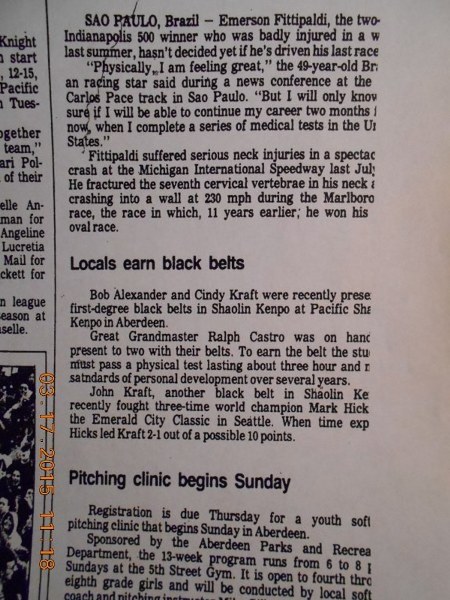 Knight
n start
, 12-15,
Pacific
n Tues-
ogether
team,"
ari Pol-
of their
elle An-
man for
Angeline
Lucretia
Mail for
ckett for
en league
season at
nselle.
SAO PAULO, Brazil — Emerson Fittipaldi, the two-
Indianapolis 500 winner who was badly injured in a w
last summer, hasn't decided yet if he's driven his last race
"Physically, I am feeling great," the 49-year-old Br
an racing star said during a news conference at the
Carlos Pace track in Sao Paulo. "But I will only know
sure if I will be able to continue my career two months
now, when I complete a series of medical tests in the Un
States."
Fittipaldi suffered serious neck injuries in a spectac
crash at the Michigan International Speedway last July
He fractured the seventh cervical vertebrae in his neck a
crashing into a wall at 230 mph during the Marlboro
race, the race in which, 11 years earlier, he won his
oval race.
Locals earn black belts
Bob Alexander and Cindy Kraft were recently prese
first-degree black belts in Shaolin Kenpo at Pacific Sha
Kenpo in Aberdeen.
Great Grandmaster Ralph Castro was on hand
present to two with their belts. To earn the belt the stu
must pass a physical test lasting about three hour and m
satndards of personal development over several years.
John Kraft, another black belt in Shaolin Ke
recently fought three-time world champion Mark Hick
the Emerald City Classic in Seattle. When time exp
Hicks led Kraft 2-1 out of a possible 10 points.
Pitching clinic begins Sunday
Registration is due Thursday for a youth soft
pitching clinic that begins Sunday in Aberdeen.
Sponsored by the Aberdeen Parks and Recrea
Department, the 13-week program runs from 6 to 8 p
Sundays at the 5th Street Gym. It is open to fourth thro
eighth grade girls and will be conducted by local soft
coach and pitching instructor
03.17.2015 11:18